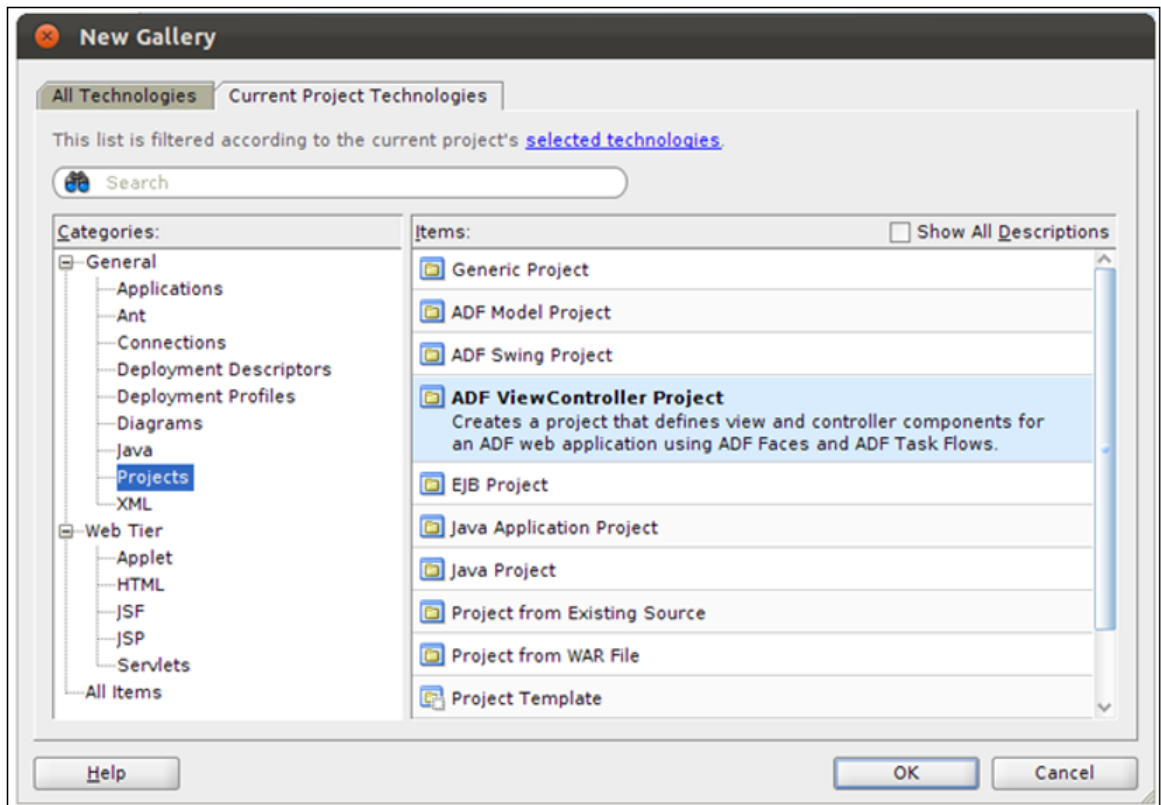 New Gallery
All Technologies
Current Project Technologies
This list is filtered according to the current project's selected technologies.
Search
Categories:
General
Applications
Ant
Connections
Deployment Descriptors
Deployment Profiles
Diagrams
Java
Projects
XML
Web Tier
Applet
HTML
JSF
JSP
Servlets
All Items
Items:
Show All Descriptions
Generic Project
ADF Model Project
ADF Swing Project
ADF ViewController Project
Creates a project that defines view and controller components for
an ADF web application using ADF Faces and ADF Task Flows.
EJB Project
Java Application Project
Java Project
Project from Existing Source
Project from WAR File
Project Template
Help
OK
Cancel